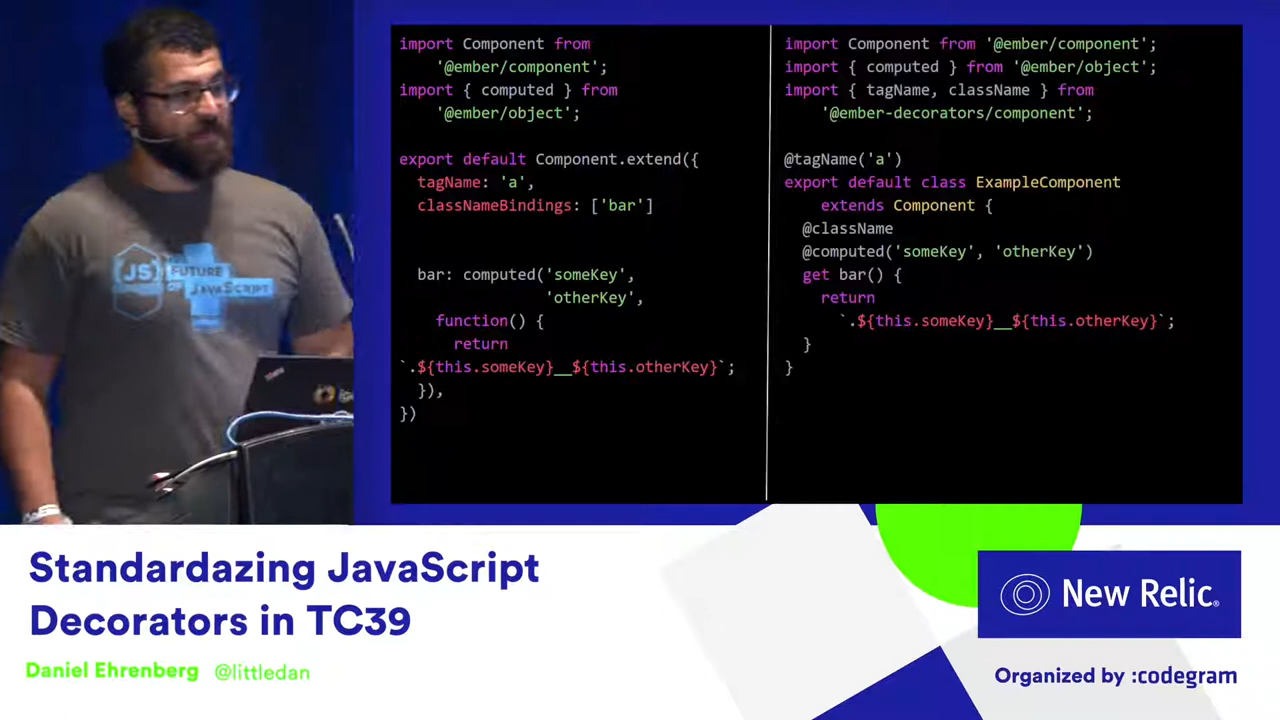 import Component from
'@ember/component';
import { computed } from
'@ember/object';
export default Component.extend({
tagName: 'a',
classNameBindings: ['bar']
bar: computed('someKey',
'otherKey',
function() {
return
`.${this.someKey}__${this.otherKey}`;
}),
})
import Component from '@ember/component';
import { computed } from '@ember/object';
import { tagName, className } from
'@ember-decorators/component';
@tagName('a')
export default class ExampleComponent
extends Component {
@className
@computed('someKey', 'otherKey')
get bar() {
return
`.${this.someKey}__${this.otherKey}`;
}
}
JS
FUTURE
OF JAVASCRIPT
Standardazing JavaScript
Decorators in TC39
Daniel Ehrenberg @littledan
New Relic®
Organized by :codegram